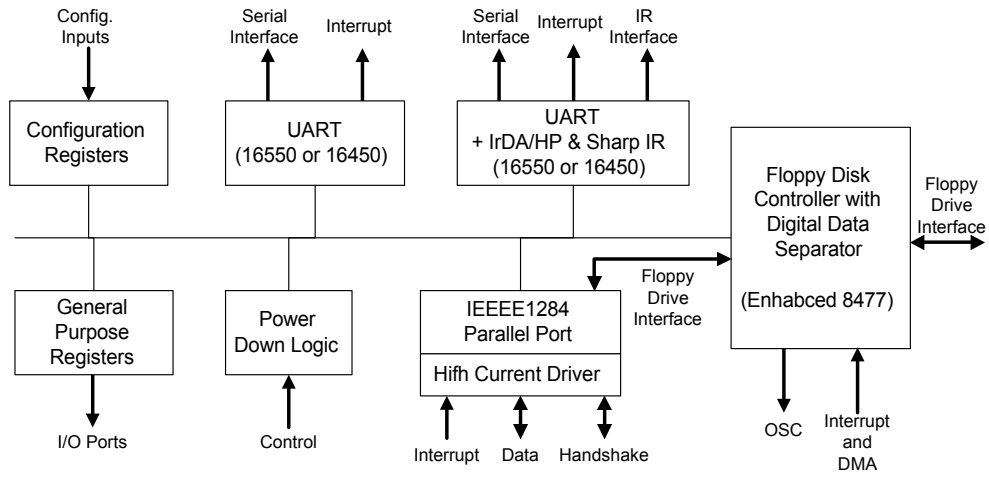 Config.
Inputs
Serial
Interface
Interrupt
Serial
Interface
Interrupt
IR
Interface
Configuration
Registers
UART
(16550 or 16450)
UART
+ IrDA/HP & Sharp IR
(16550 or 16450)
Floppy Disk
Controller with
Digital Data
Separator
(Enhabced 8477)
Floppy
Drive
Interface
General
Purpose
Registers
Power
Down Logic
IEEEE1284
Parallel Port
Hifh Current Driver
Floppy
Drive
Interface
I/O Ports
Control
Interrupt
Data
Handshake
OSC
Interrupt
and
DMA